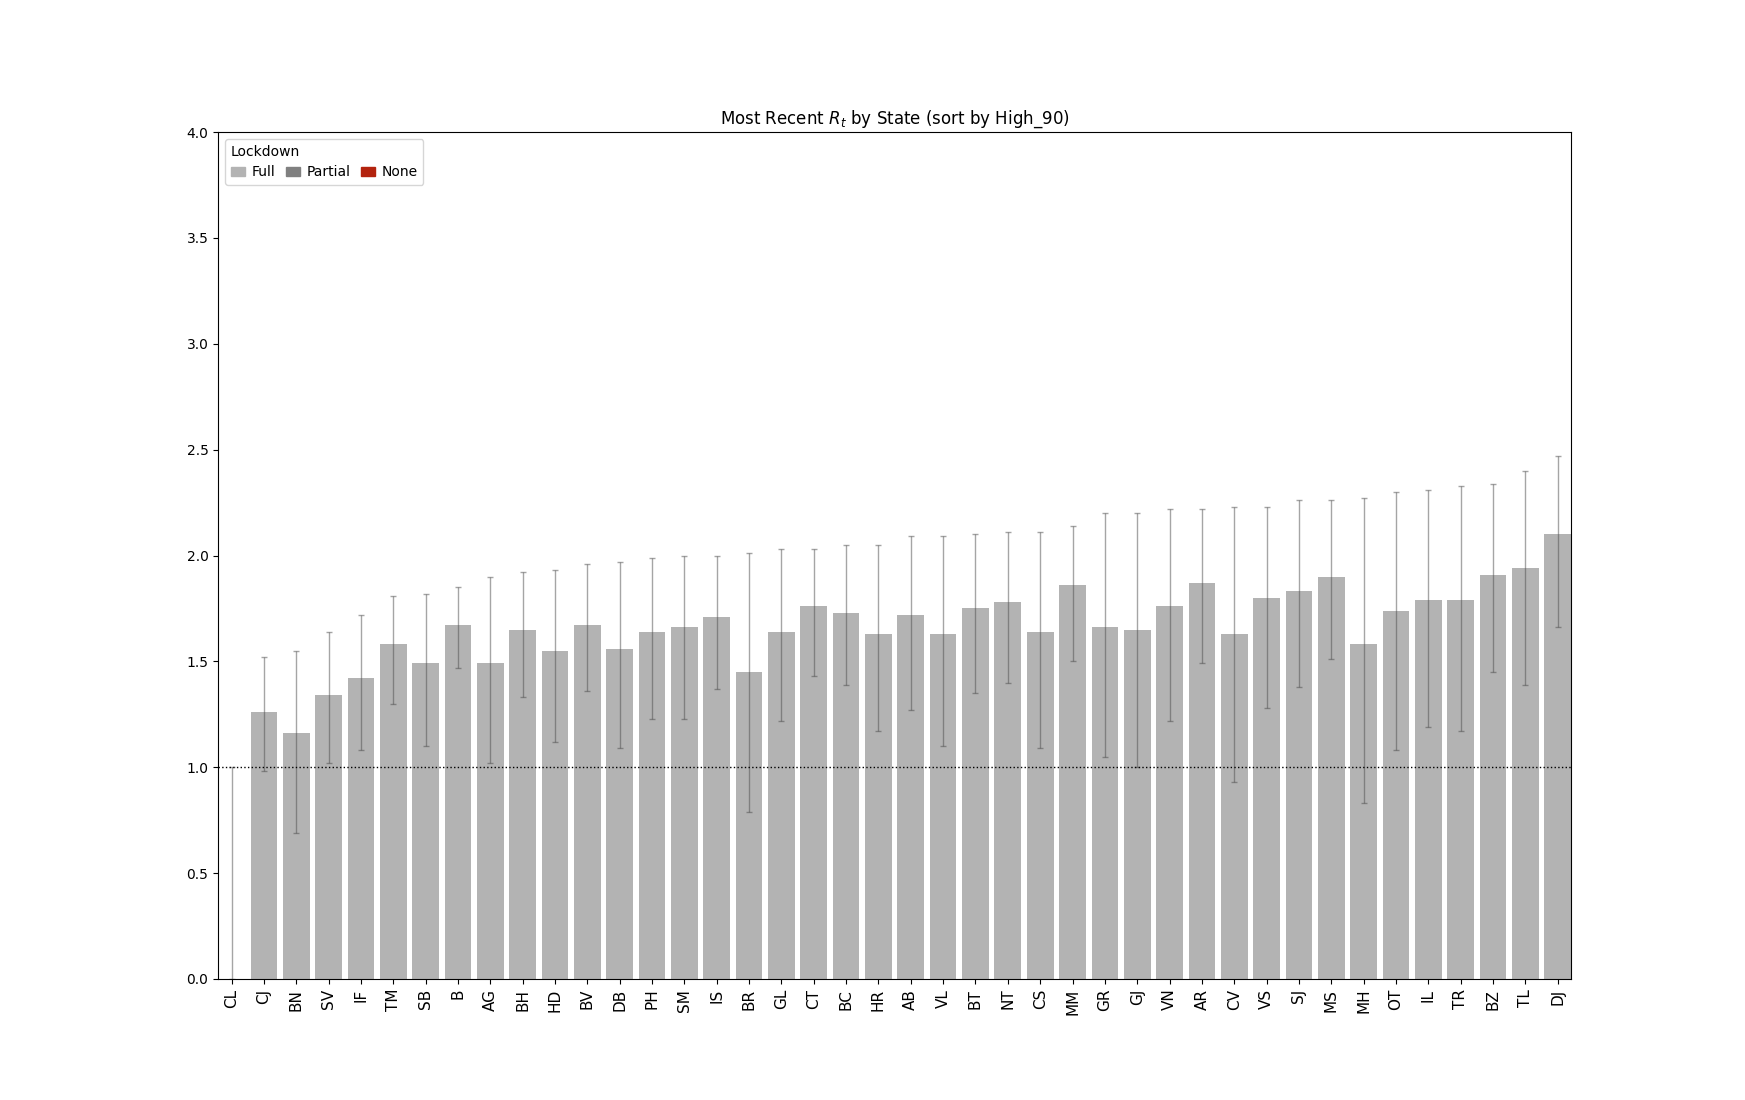 Most Recent R_t by State (sort by High_90)
4.0
Lockdown
Full Partial None
3.5
3.0
2.5
2.0
1.5
1.0
0.5
0.0
CL CJ BN SV IF TM SB B AG BH HD BV DB PH SM IS BR GL CT BC HR AB VL BT NT CS MM GR GJ VN AR CV VS SJ MS MH OT IL TR BZ TL DJ